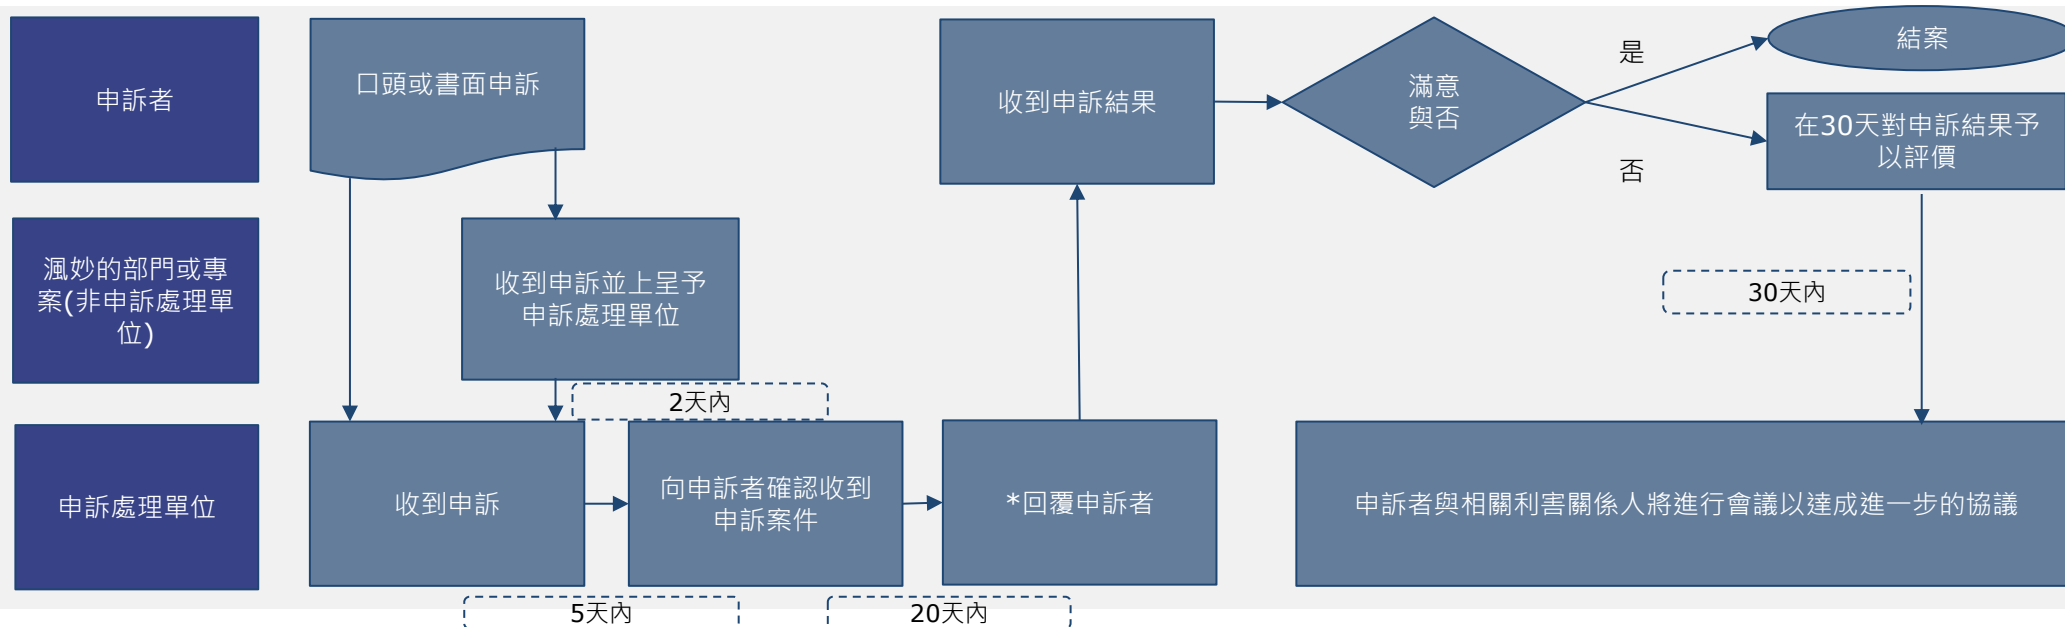 申訴者
口頭或書面申訴
收到申訴結果
滿意
與否
是
否
結案
在30天對申訴結果予
以評價
渢妙的部門或專
案(非申訴處理單
位)
收到申訴並上呈予
申訴處理單位
30天內
2天內
申訴處理單位
收到申訴
向申訴者確認收到
申訴案件
*回覆申訴者
申訴者與相關利害關係人將進行會議以達成進一步的協議
5天內
20天內